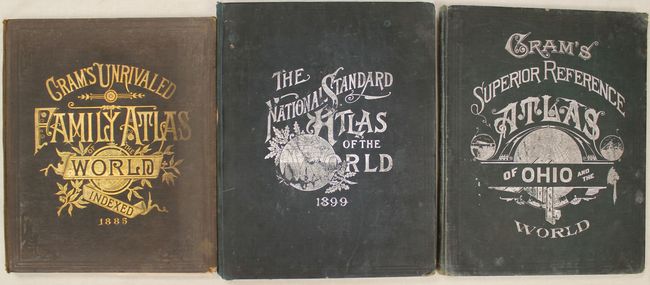 CRAM'S UNRIVALED
FAMILY ATLAS
OF THE
WORLD
INDEXED
1885
THE
NATIONAL STANDARD
ATLAS
OF THE
WORLD
1899
CRAM'S
SUPERIOR REFERENCE
ATLAS
OF OHIO AND THE
WORLD